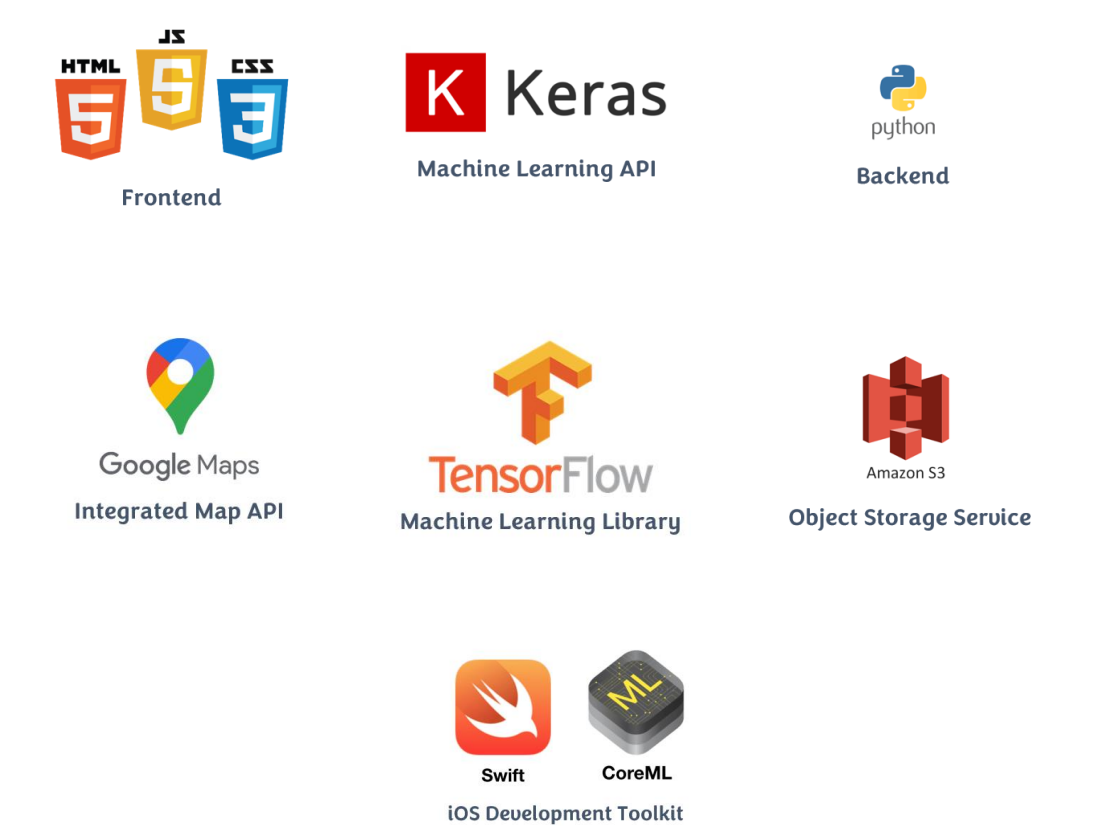 JS
HTML
CSS
5
5
3
Frontend
K Keras
Machine Learning API
python
Backend
Google Maps
Integrated Map API
TensorFlow
Machine Learning Library
Amazon S3
Object Storage Service
ML
Swift
CoreML
iOS Development Toolkit